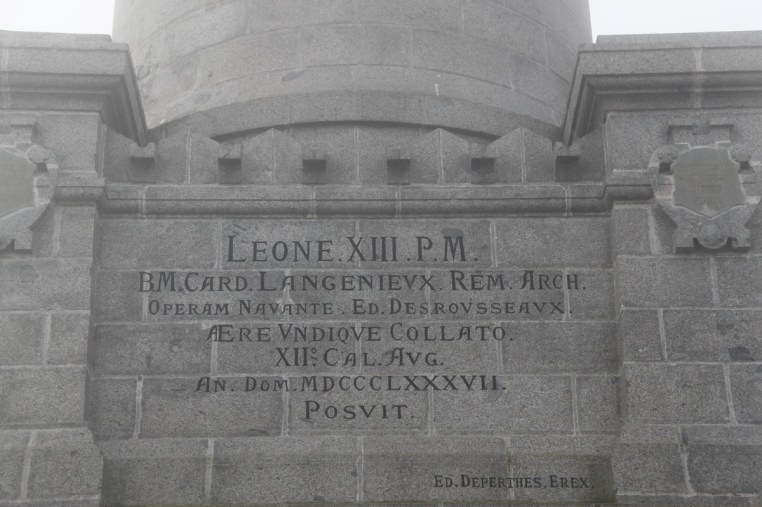 LEONE.XIII.P.M.
BM.CARD.LANGENIEVX.REM.ARCH.
OPERAM NAVANTE.ED.DESROVSSEAVX.
ÆRE VNDIQVE COLLATO.
XIIº CAL.AVG.
AN.DOM.MDCCCLXXXVII.
POSVIT.
ED.DEPERTHES.EREX.